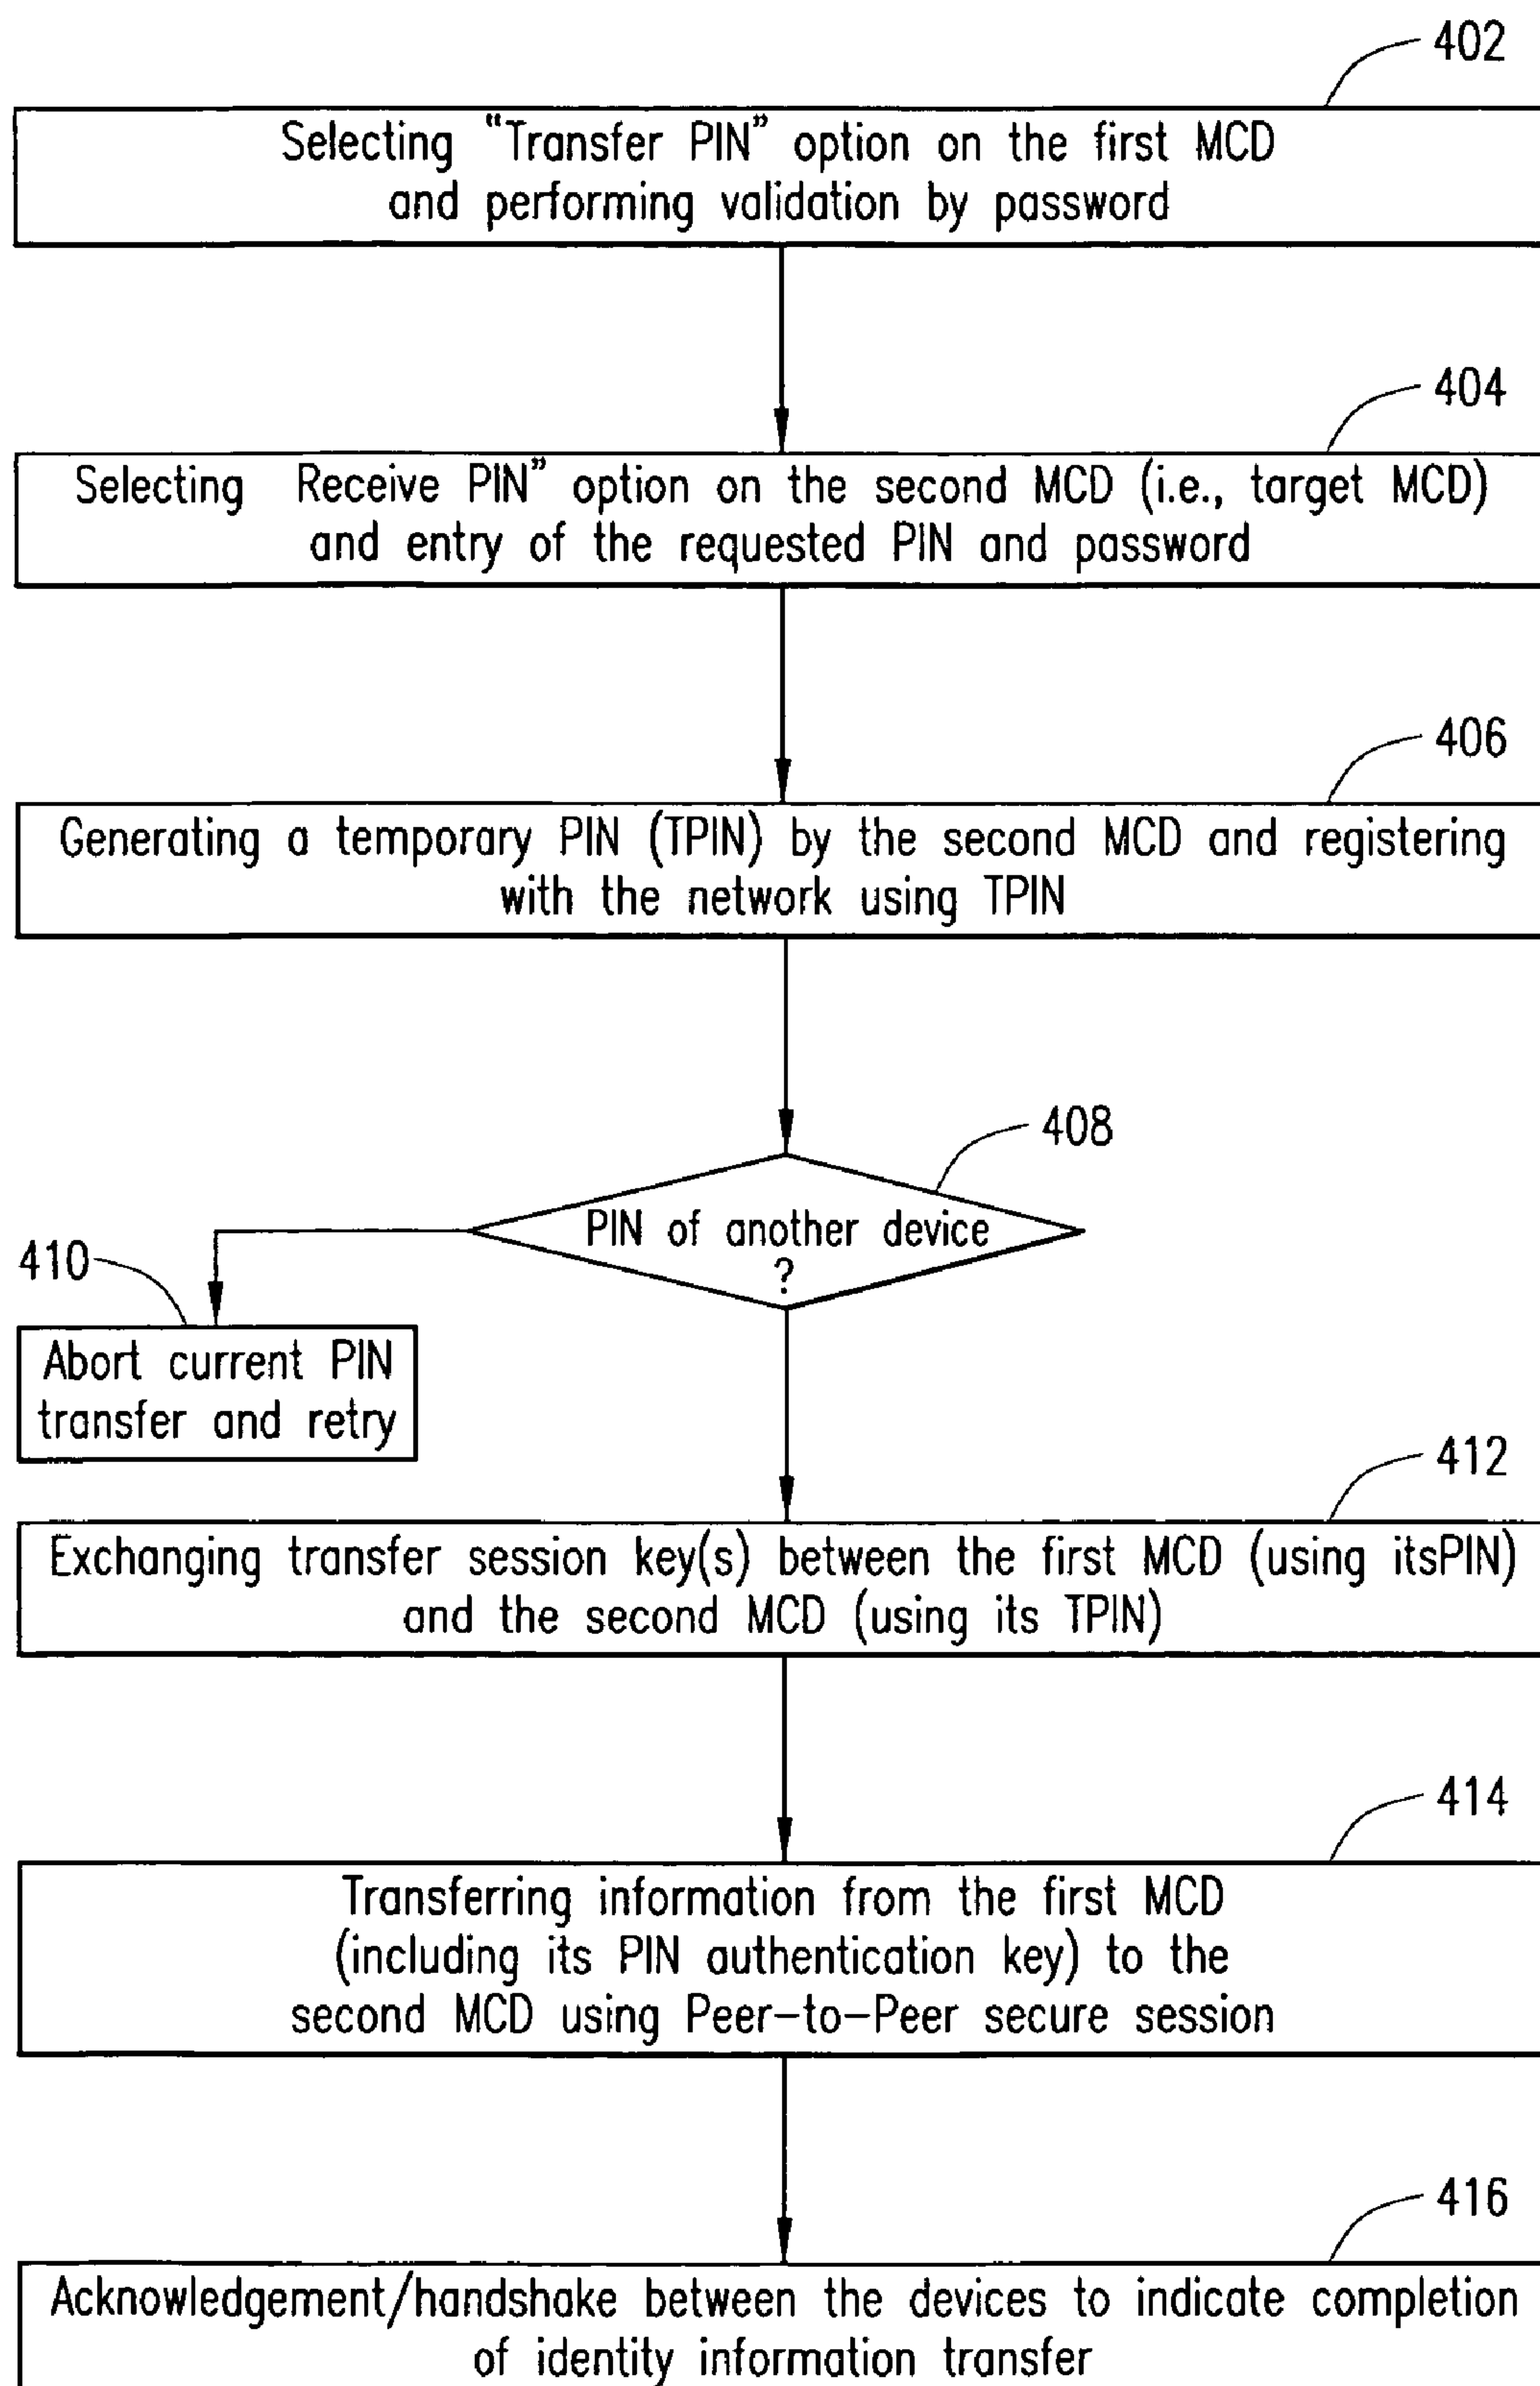 402
Selecting “Transfer PIN” option on the first MCD
and performing validation by password
404
Selecting Receive PIN” option on the second MCD (i.e., target MCD)
and entry of the requested PIN and password
406
Generating a temporary PIN (TPIN) by the second MCD and registering
with the network using TPIN
408
PIN of another device
?
410
Abort current PIN
transfer and retry
412
Exchanging transfer session key(s) between the first MCD (using itsPIN)
and the second MCD (using its TPIN)
414
Transferring information from the first MCD
(including its PIN authentication key) to the
second MCD using Peer-to-Peer secure session
416
Acknowledgement/handshake between the devices to indicate completion
of identity information transfer